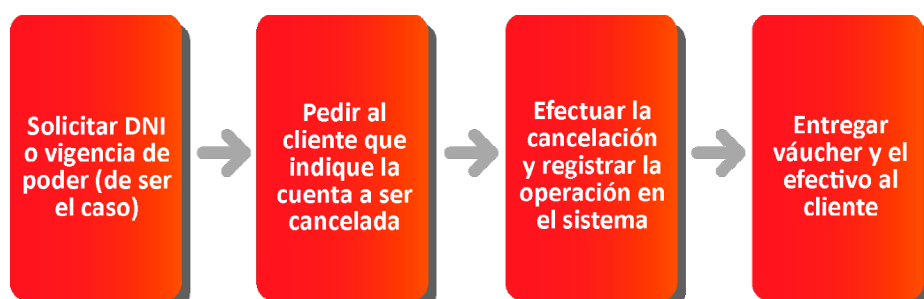 Solicitar DNI
o vigencia de
poder (de ser
el caso)
Pedir al
cliente que
indique la
cuenta a ser
cancelada
Efectuar la
cancelación
y registrar la
operación en
el sistema
Entregar
váucher y el
efectivo al
cliente